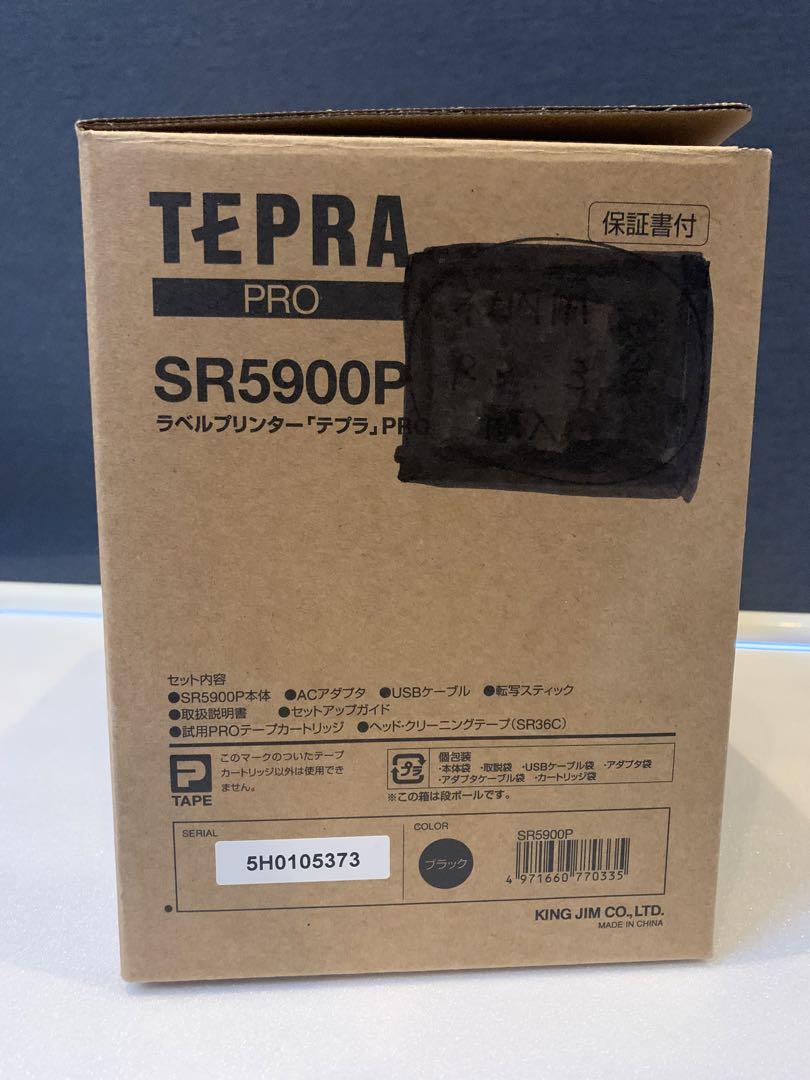 TEPRA
保証書付
PRO
SR5900P
ラベルプリンター「テプラ」PRO
セット内容
●SR5900P本体 ●ACアダプタ ●USBケーブル ●転写スティック
●取扱説明書 ●セットアップガイド
●試用PROテープカートリッジ ●ヘッド・クリーニングテープ(SR36C)
P
TAPE
このマークのついたテープ
カートリッジ以外は使用でき
ません。
プラ
個包装
・本体袋 ・取説袋 ・USBケーブル袋 ・アダプタ袋
・アダプタケーブル袋 ・カートリッジ袋
※この箱は段ボールです。
SERIAL
5H0105373
COLOR
ブラック
SR5900P
4 971660 770335
KING JIM CO.,LTD.
MADE IN CHINA